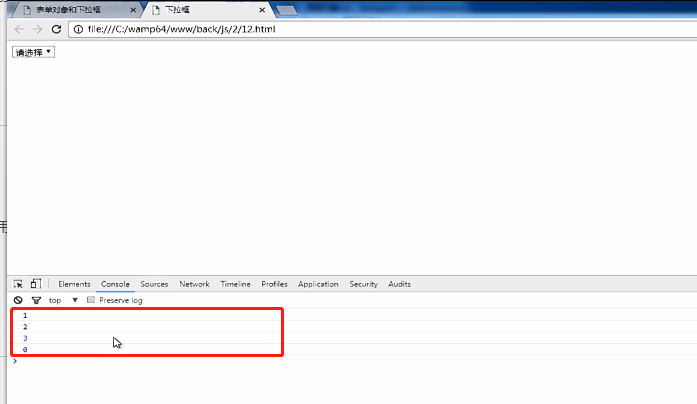 表单对象和下拉框
下拉框
file:///C:/wamp64/www/back/js/2/12.html
请选择
Elements Console Sources Network Timeline Profiles Application Security Audits
top Preserve log
1
2
3
0